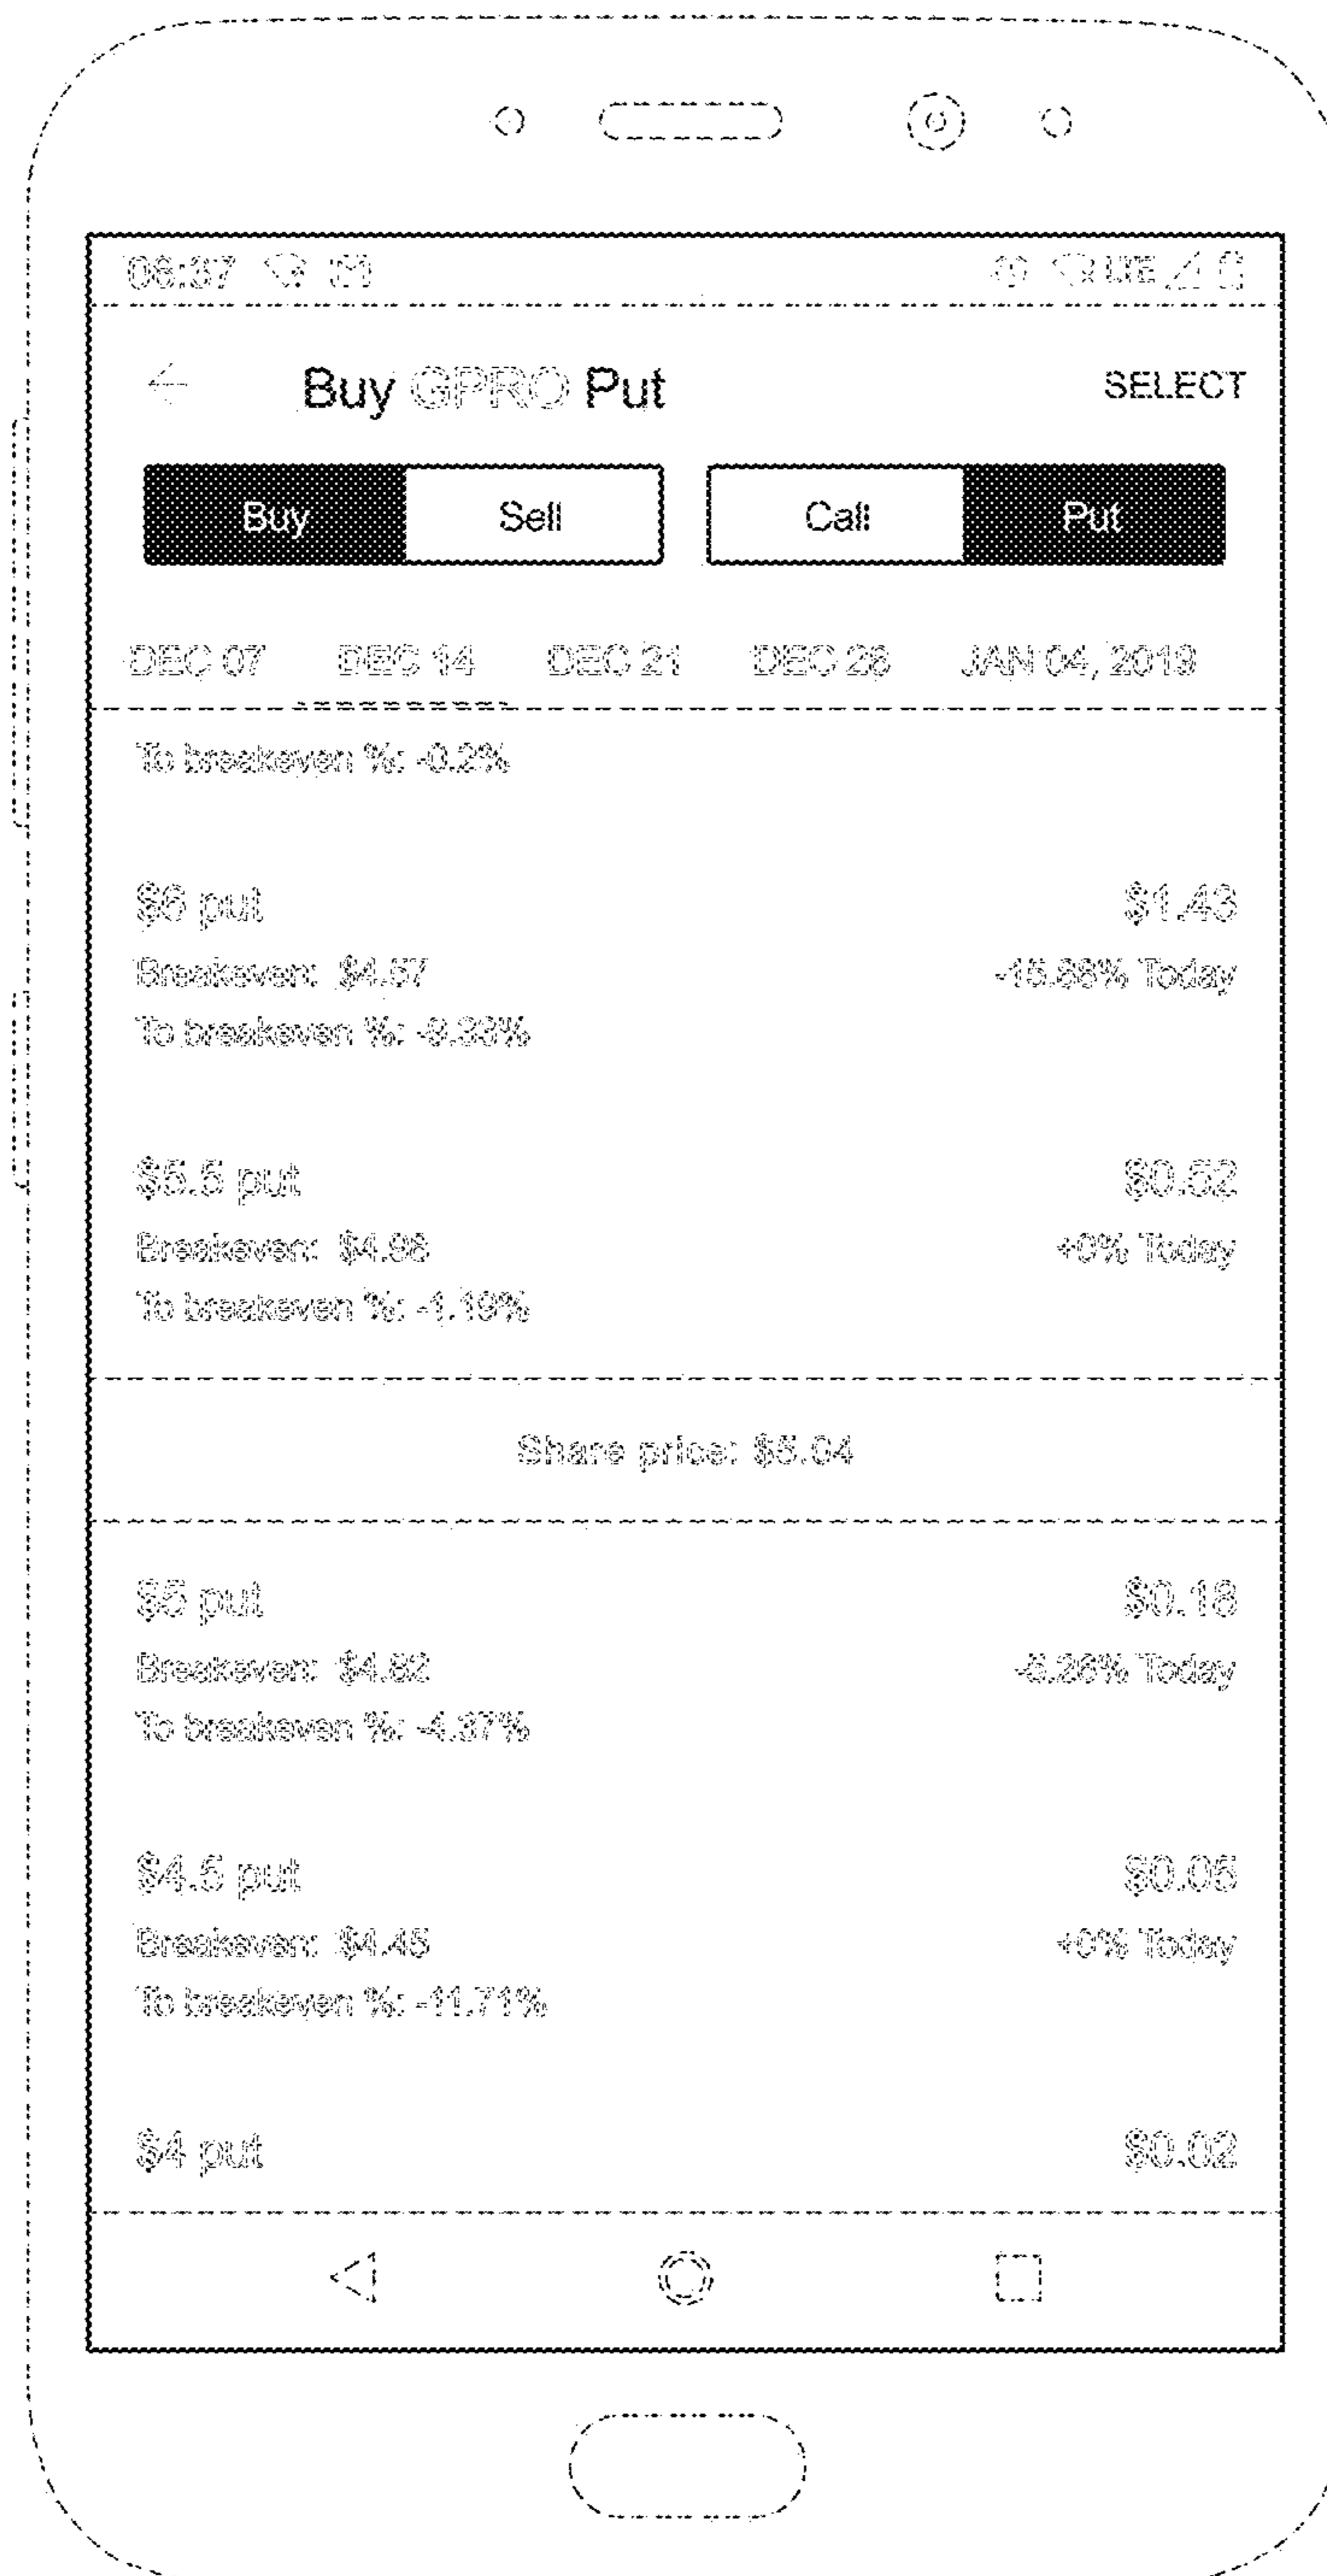 LTE
Buy GPRO Put SELECT
Buy Sell Call Put
DEC 07 DEC 14 DEC 21 DEC 28 JAN 04, 2019
To breakeven %: -0.2%
$6 put $1.43
Breakeven: $4.57 -15.88% Today
To breakeven %: -9.33%
$5.5 put $0.52
Breakeven: $4.98 +0% Today
To breakeven %: -1.19%
Share price: $5.04
$5 put $0.18
Breakeven: $4.82 -5.26% Today
To breakeven %: -4.37%
$4.5 put $0.05
Breakeven: $4.45 +0% Today
To breakeven %: -11.71%
$4 put $0.02